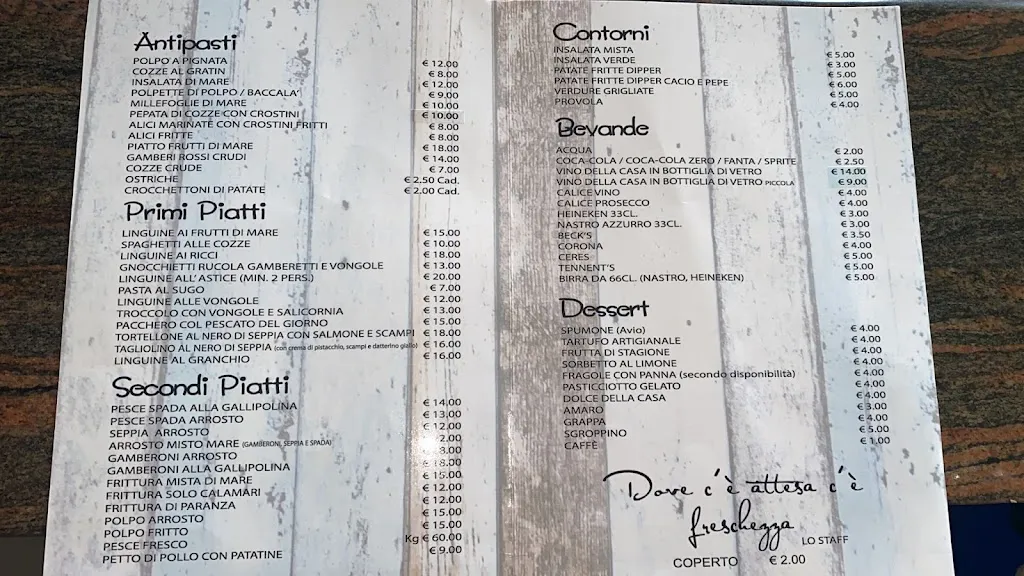 Antipasti
POLPO A PIGNATA € 12.00
COZZE AL GRATIN € 8.00
INSALATA DI MARE € 12.00
POLPETTE DI POLPO / BACCALA' € 9.00
MILLEFOGLIE DI MARE € 10.00
PEPATA DI COZZE CON CROSTINI € 10.00
ALICI MARINATE CON CROSTINI FRITTI € 8.00
ALICI FRITTE € 8.00
PIATTO FRUTTI DI MARE € 18.00
GAMBERI ROSSI CRUDI € 14.00
COZZE CRUDE € 7.00
OSTRICHE € 2.50 Cad.
CROCCHETTONI DI PATATE € 2.00 Cad.
Primi Piatti
LINGUINE AI FRUTTI DI MARE € 15.00
SPAGHETTI ALLE COZZE € 10.00
LINGUINE AI RICCI € 18.00
GNOCCHIETTI RUCOLA GAMBERETTI E VONGOLE € 13.00
LINGUINE ALL'ASTICE (MIN. 2 PERS.) € 20.00
PASTA AL SUGO € 7.00
LINGUINE ALLE VONGOLE € 12.00
TROCCOLO CON VONGOLE E SALICORNIA € 13.00
PACCHERO COL PESCATO DEL GIORNO € 15.00
TORTELLONE AL NERO DI SEPPIA CON SALMONE E SCAMPI € 18.00
TAGLIOLINO AL NERO DI SEPPIA (con crema di pistacchio, scampi e datterino giallo) € 16.00
LINGUINE AL GRANCHIO € 16.00
Secondi Piatti
PESCE SPADA ALLA GALLIPOLINA € 14.00
PESCE SPADA ARROSTO € 13.00
SEPPIA ARROSTO € 12.00
ARROSTO MISTO MARE (GAMBERONI, SEPPIA E SPADA)
GAMBERONI ARROSTO
GAMBERONI ALLA GALLIPOLINA € 18.00
FRITTURA MISTA DI MARE € 15.00
FRITTURA SOLO CALAMARI € 12.00
FRITTURA DI PARANZA € 12.00
POLPO ARROSTO € 15.00
POLPO FRITTO € 15.00
PESCE FRESCO Kg € 60.00
PETTO DI POLLO CON PATATINE € 9.00
Contorni
INSALATA MISTA € 5.00
INSALATA VERDE € 3.00
PATATE FRITTE DIPPER € 5.00
PATATE FRITTE DIPPER CACIO E PEPE € 6.00
VERDURE GRIGLIATE € 5.00
PROVOLA € 4.00
Bevande
ACQUA € 2.00
COCA-COLA / COCA-COLA ZERO / FANTA / SPRITE € 2.50
VINO DELLA CASA IN BOTTIGLIA DI VETRO € 14.00
VINO DELLA CASA IN BOTTIGLIA DI VETRO PICCOLA € 9.00
CALICE VINO € 4.00
CALICE PROSECCO € 4.00
HEINEKEN 33CL. € 3.00
NASTRO AZZURRO 33CL. € 3.00
BECK'S € 3.50
CORONA € 4.00
CERES € 5.00
TENNENT'S € 5.00
BIRRA DA 66CL. (NASTRO, HEINEKEN) € 5.00
Dessert
SPUMONE (Avio) € 4.00
TARTUFO ARTIGIANALE € 4.00
FRUTTA DI STAGIONE € 4.00
SORBETTO AL LIMONE € 4.00
FRAGOLE CON PANNA (secondo disponibilità) € 4.00
PASTICCIOTTO GELATO € 4.00
DOLCE DELLA CASA € 4.00
AMARO € 3.00
GRAPPA € 4.00
SGROPPINO € 5.00
CAFFÈ € 1.00
Dove c'è attesa c'è
freschezza
LO STAFF
COPERTO € 2.00